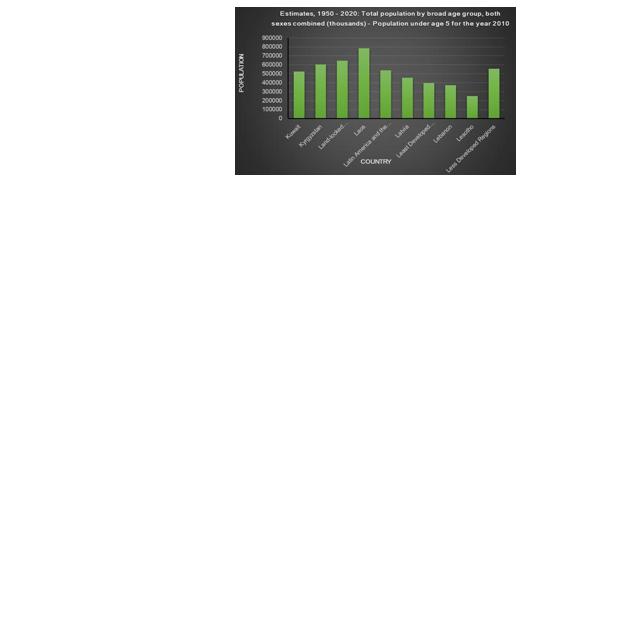 Estimates, 1950 - 2020: Total population by broad age group, both
sexes combined (thousands) - Population under age 5 for the year 2010
POPULATION
900000
800000
700000
600000
500000
400000
300000
200000
100000
0
Kuwait
Kyrgyzstan
Land-locked...
Laos
Latin America and the...
Latvia
Least Developed...
Lebanon
Lesotho
Less Developed Regions
COUNTRY